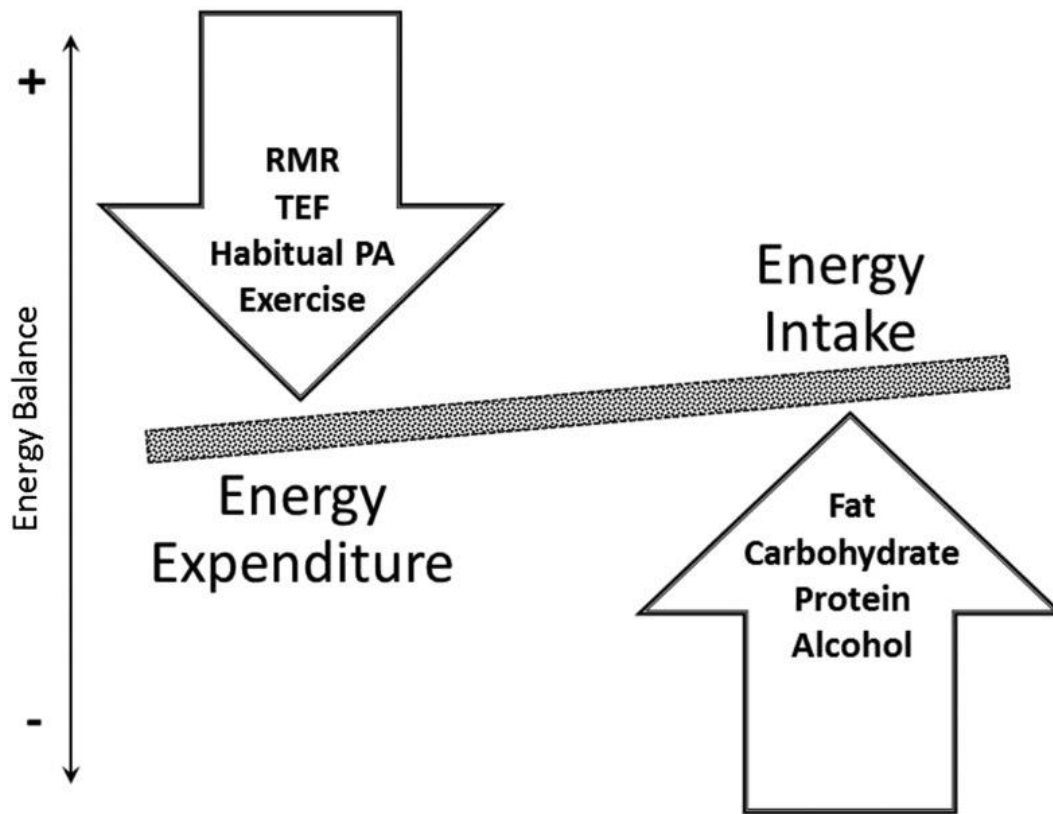 +
RMR
TEF
Habitual PA
Exercise
Energy
Intake
Energy Balance
Energy
Expenditure
Fat
Carbohydrate
Protein
Alcohol
-